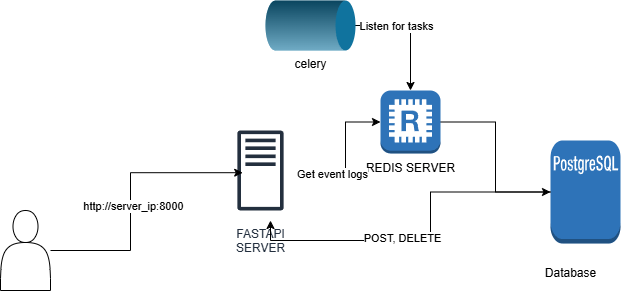 Listen for tasks
celery
R
PostgreSQL
REDIS SERVER
Get event logs
http://server_ip:8000
FASTAPI
SERVER
POST, DELETE
Database